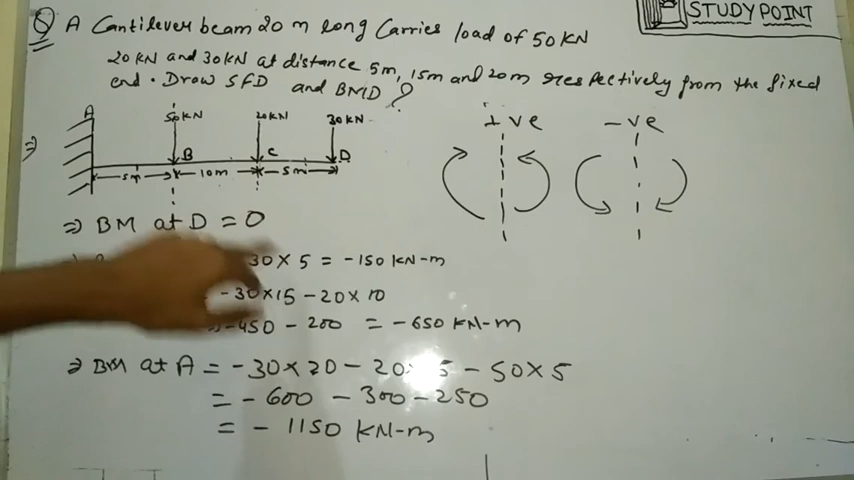 STUDY POINT
Q A Cantilever beam 20 m long Carries load of 50 KN
20 KN and 30 KN at distance 5m, 15m and 20m respectively from the fixed
end. Draw SFD and BMD ?
⇒ A 50 KN 20 KN 30 KN
B C D
5m 10m 5m
+ve -ve
⇒ BM at D = 0
-30 × 5 = -150 KN-m
-30×15 - 20×10
-450 - 200 = -650 KN-m
⇒ BM at A = -30×20 - 20× 5 - 50×5
= - 600 - 300 - 250
= - 1150 KN-m